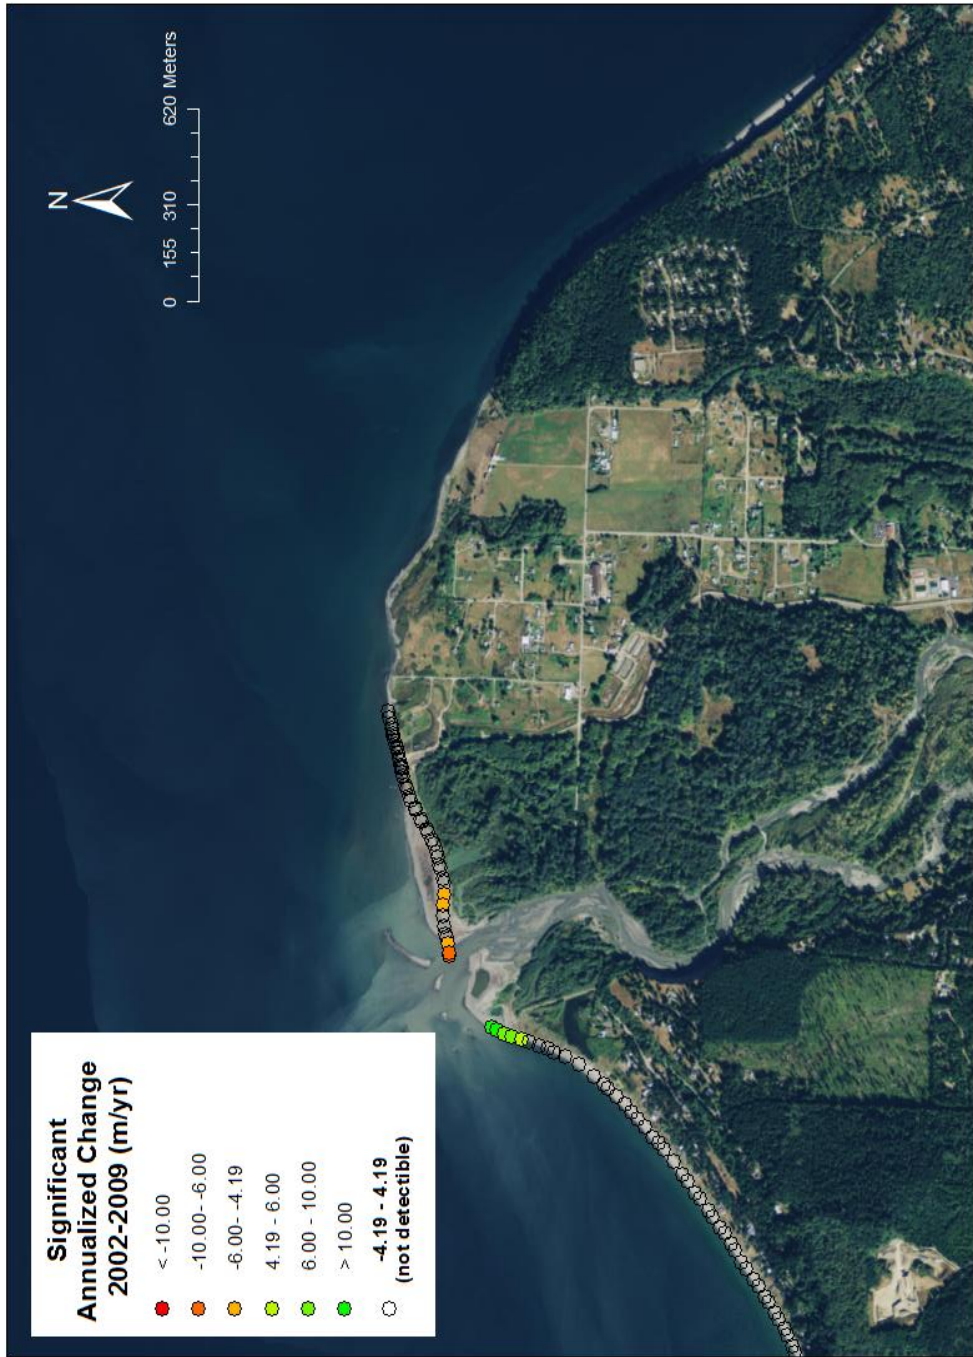 Significant
Annualized Change
2002-2009 (m/yr)
< -10.00
-10.00- -6.00
-6.00- -4.19
4.19 - 6.00
6.00 - 10.00
> 10.00
-4.19 - 4.19
(not detectible)
N
0 155 310 620 Meters